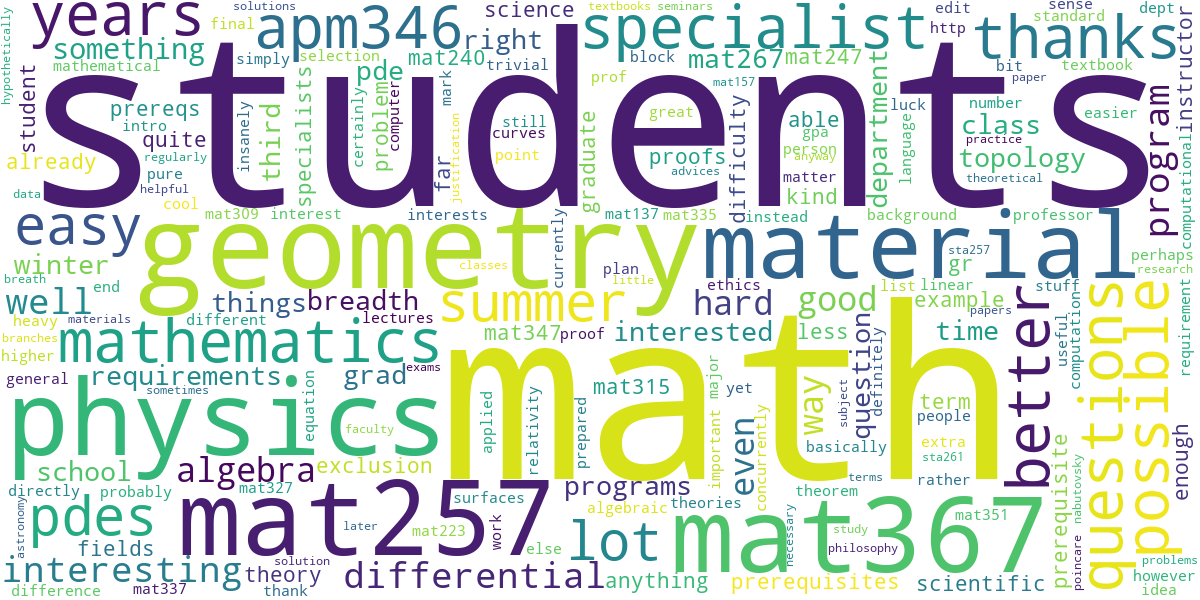 students
math
geometry
physics
material
mat257
mat367
specialist
apm346
thanks
years
mathematics
easy
summer
questions
possible
better
pdes
lot
differential
interesting
algebra
program
well
something
right
science
solutions
textbooks
seminars
edit
sense
dept
http
standard
final
simply
selection
mat240
trivial
block
mat267
mat247
bit
textbook
mathematical
hypothetically
student
prereqs
intro
quite
regularly
already
pure
helpful
cool
data
insanely
third
specialists
certainly
problem
pde
computer
mark
justification
far
still
curves
point
prof
great
graduate
proofs
advices
difficulty
able
gpa
person
anyway
matter
kind
department
language
luck
paper
number
class
practice
topology
theoretical
easier
instructor
computational
mat157
mat309
interest
interests
currently
mat137
mat335
instead
background
professor
sta257
perhaps
research
requirement
winter
breath
end
classes
plan
little
ethics
list
linear
stuff
gr
materials
heavy
branches
higher
general
things
different
breadth
lectures
mat347
proof
interested
hard
good
less
example
papers
time
useful
computation
requirements
sometimes
grad
exams
equation
faculty
applied
relativity
prepared
mat315
important
major
yet
even
concurrently
way
basically
question
subject
definitely
term
people
extra
sta261
rather
prerequisite
nabutovsky
enough
school
directly
probably
mat327
exclusion
surfaces
programs
algebraic
theories
theorem
terms
mat351
poincare
problems
astronomy
fields
later
mat223
work
else
necessary
study
philosophy
however
idea
theory
solution
thank
difference
mat337
anything
prerequisites
scientific